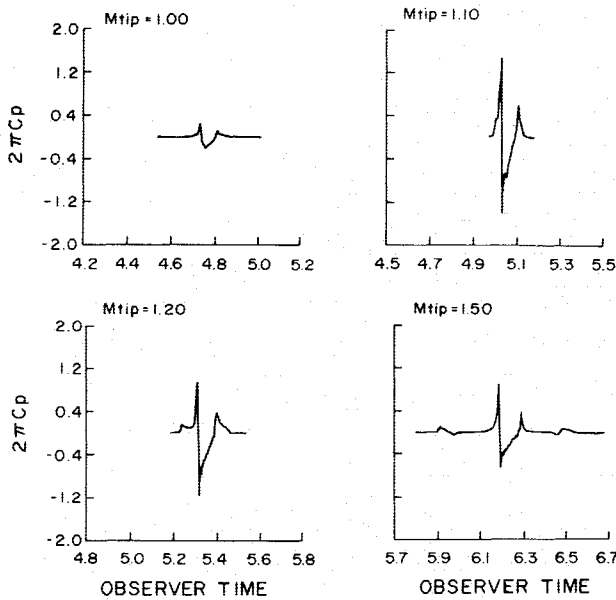 Mtip = 1.00
2.0
1.2
0.4
-0.4
-1.2
-2.0
2πCp
4.2 4.4 4.6 4.8 5.0 5.2
Mtip = 1.10
4.5 4.7 4.9 5.1 5.3 5.5
Mtip = 1.20
2.0
1.2
0.4
-0.4
-1.2
-2.0
2πCp
4.8 5.0 5.2 5.4 5.6 5.8
OBSERVER TIME
Mtip = 1.50
5.7 5.9 6.1 6.3 6.5 6.7
OBSERVER TIME